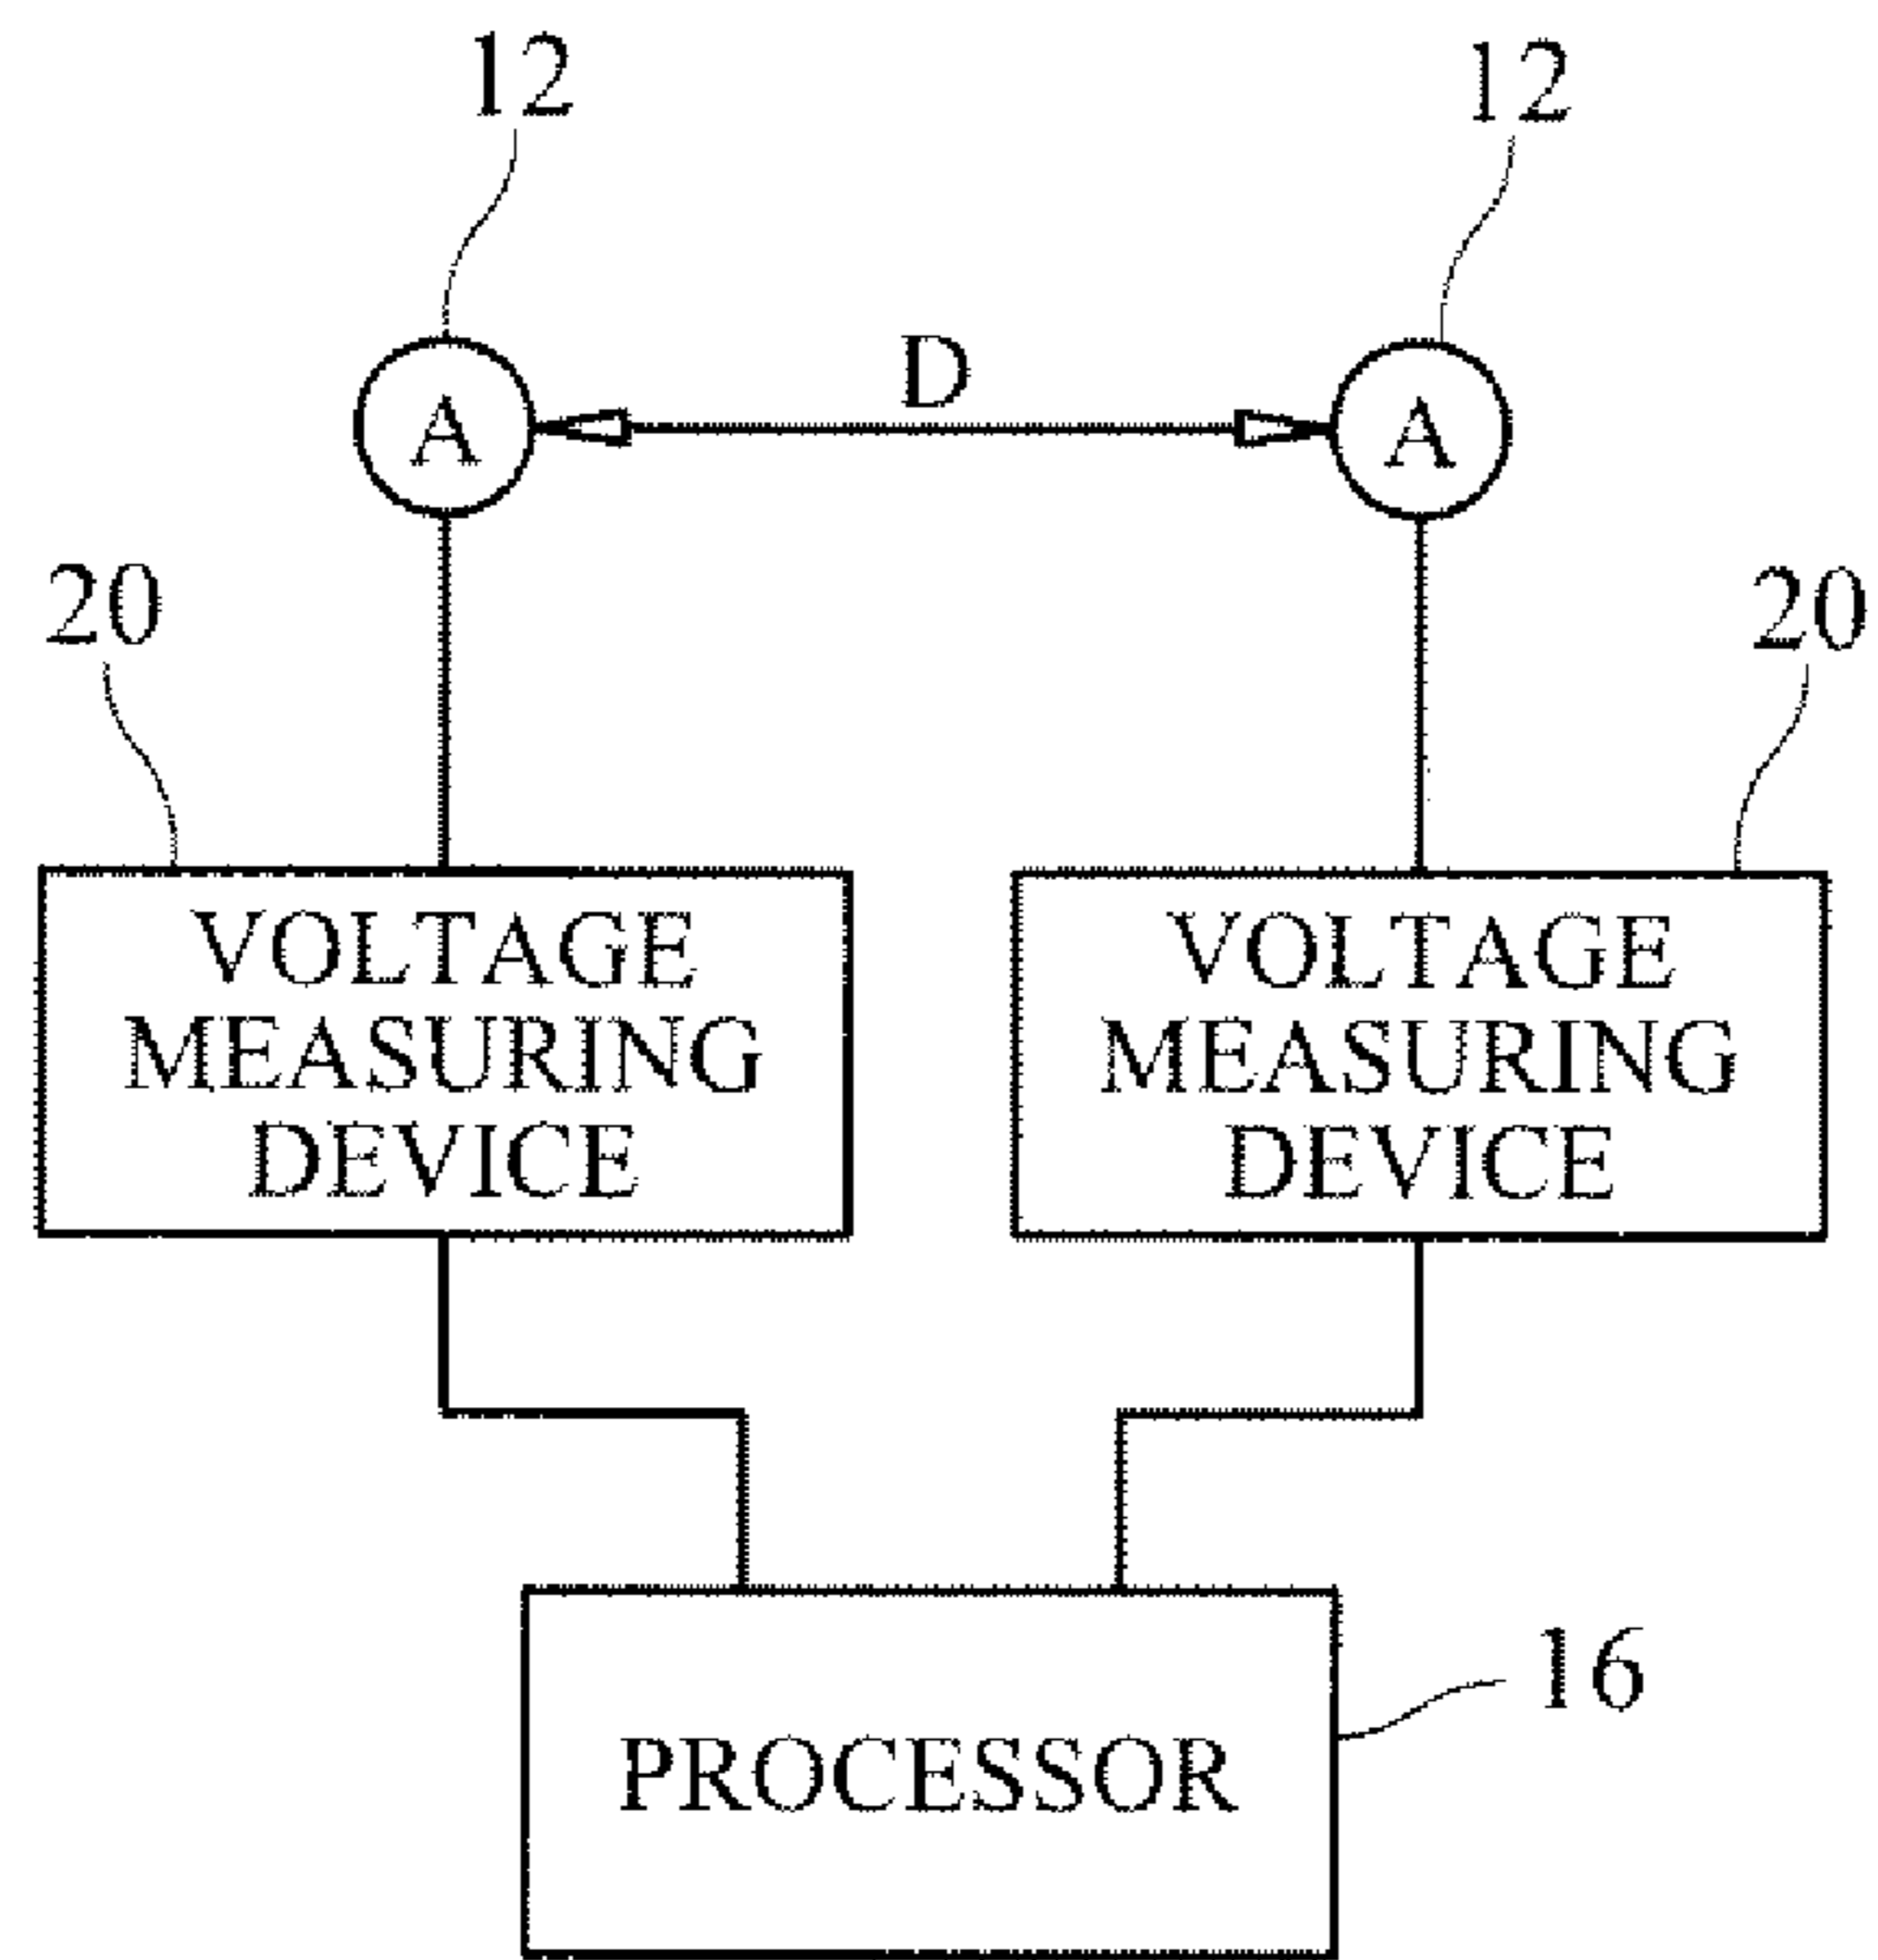 12
12
D
A
A
20
20
VOLTAGE
MEASURING
DEVICE
VOLTAGE
MEASURING
DEVICE
16
PROCESSOR